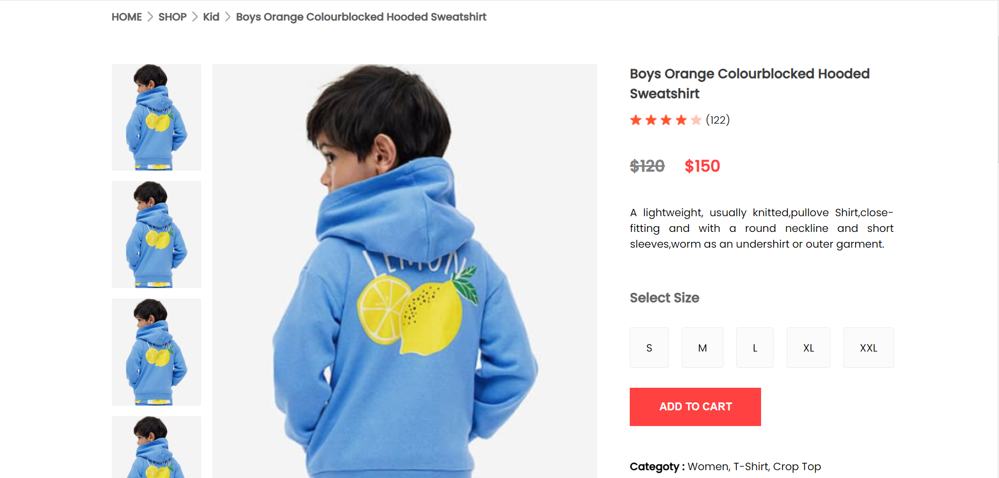 HOME > SHOP > Kid > Boys Orange Colourblocked Hooded Sweatshirt
LEMON
Boys Orange Colourblocked Hooded
Sweatshirt
(122)
$120 $150
A lightweight, usually knitted,pullove Shirt,close-
fitting and with a round neckline and short
sleeves,worm as an undershirt or outer garment.
Select Size
S M L XL XXL
ADD TO CART
Categoty : Women, T-Shirt, Crop Top